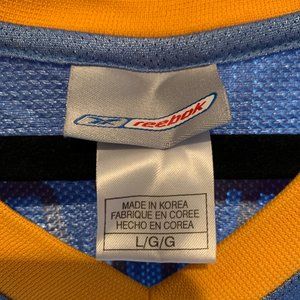 reebok
MADE IN KOREA
FABRIQUE EN COREE
HECHO EN COREA
L/G/G